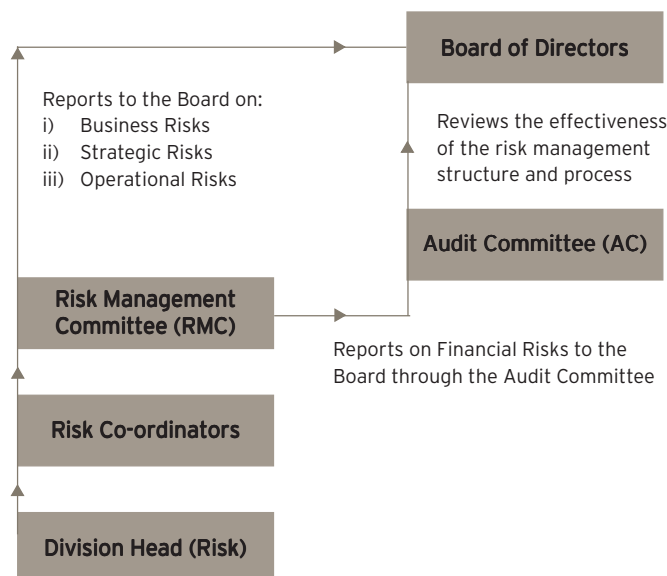 Board of Directors
Reports to the Board on:
i) Business Risks
ii) Strategic Risks
iii) Operational Risks
Reviews the effectiveness
of the risk management
structure and process
Audit Committee (AC)
Risk Management
Committee (RMC)
Reports on Financial Risks to the
Board through the Audit Committee
Risk Co-ordinators
Division Head (Risk)